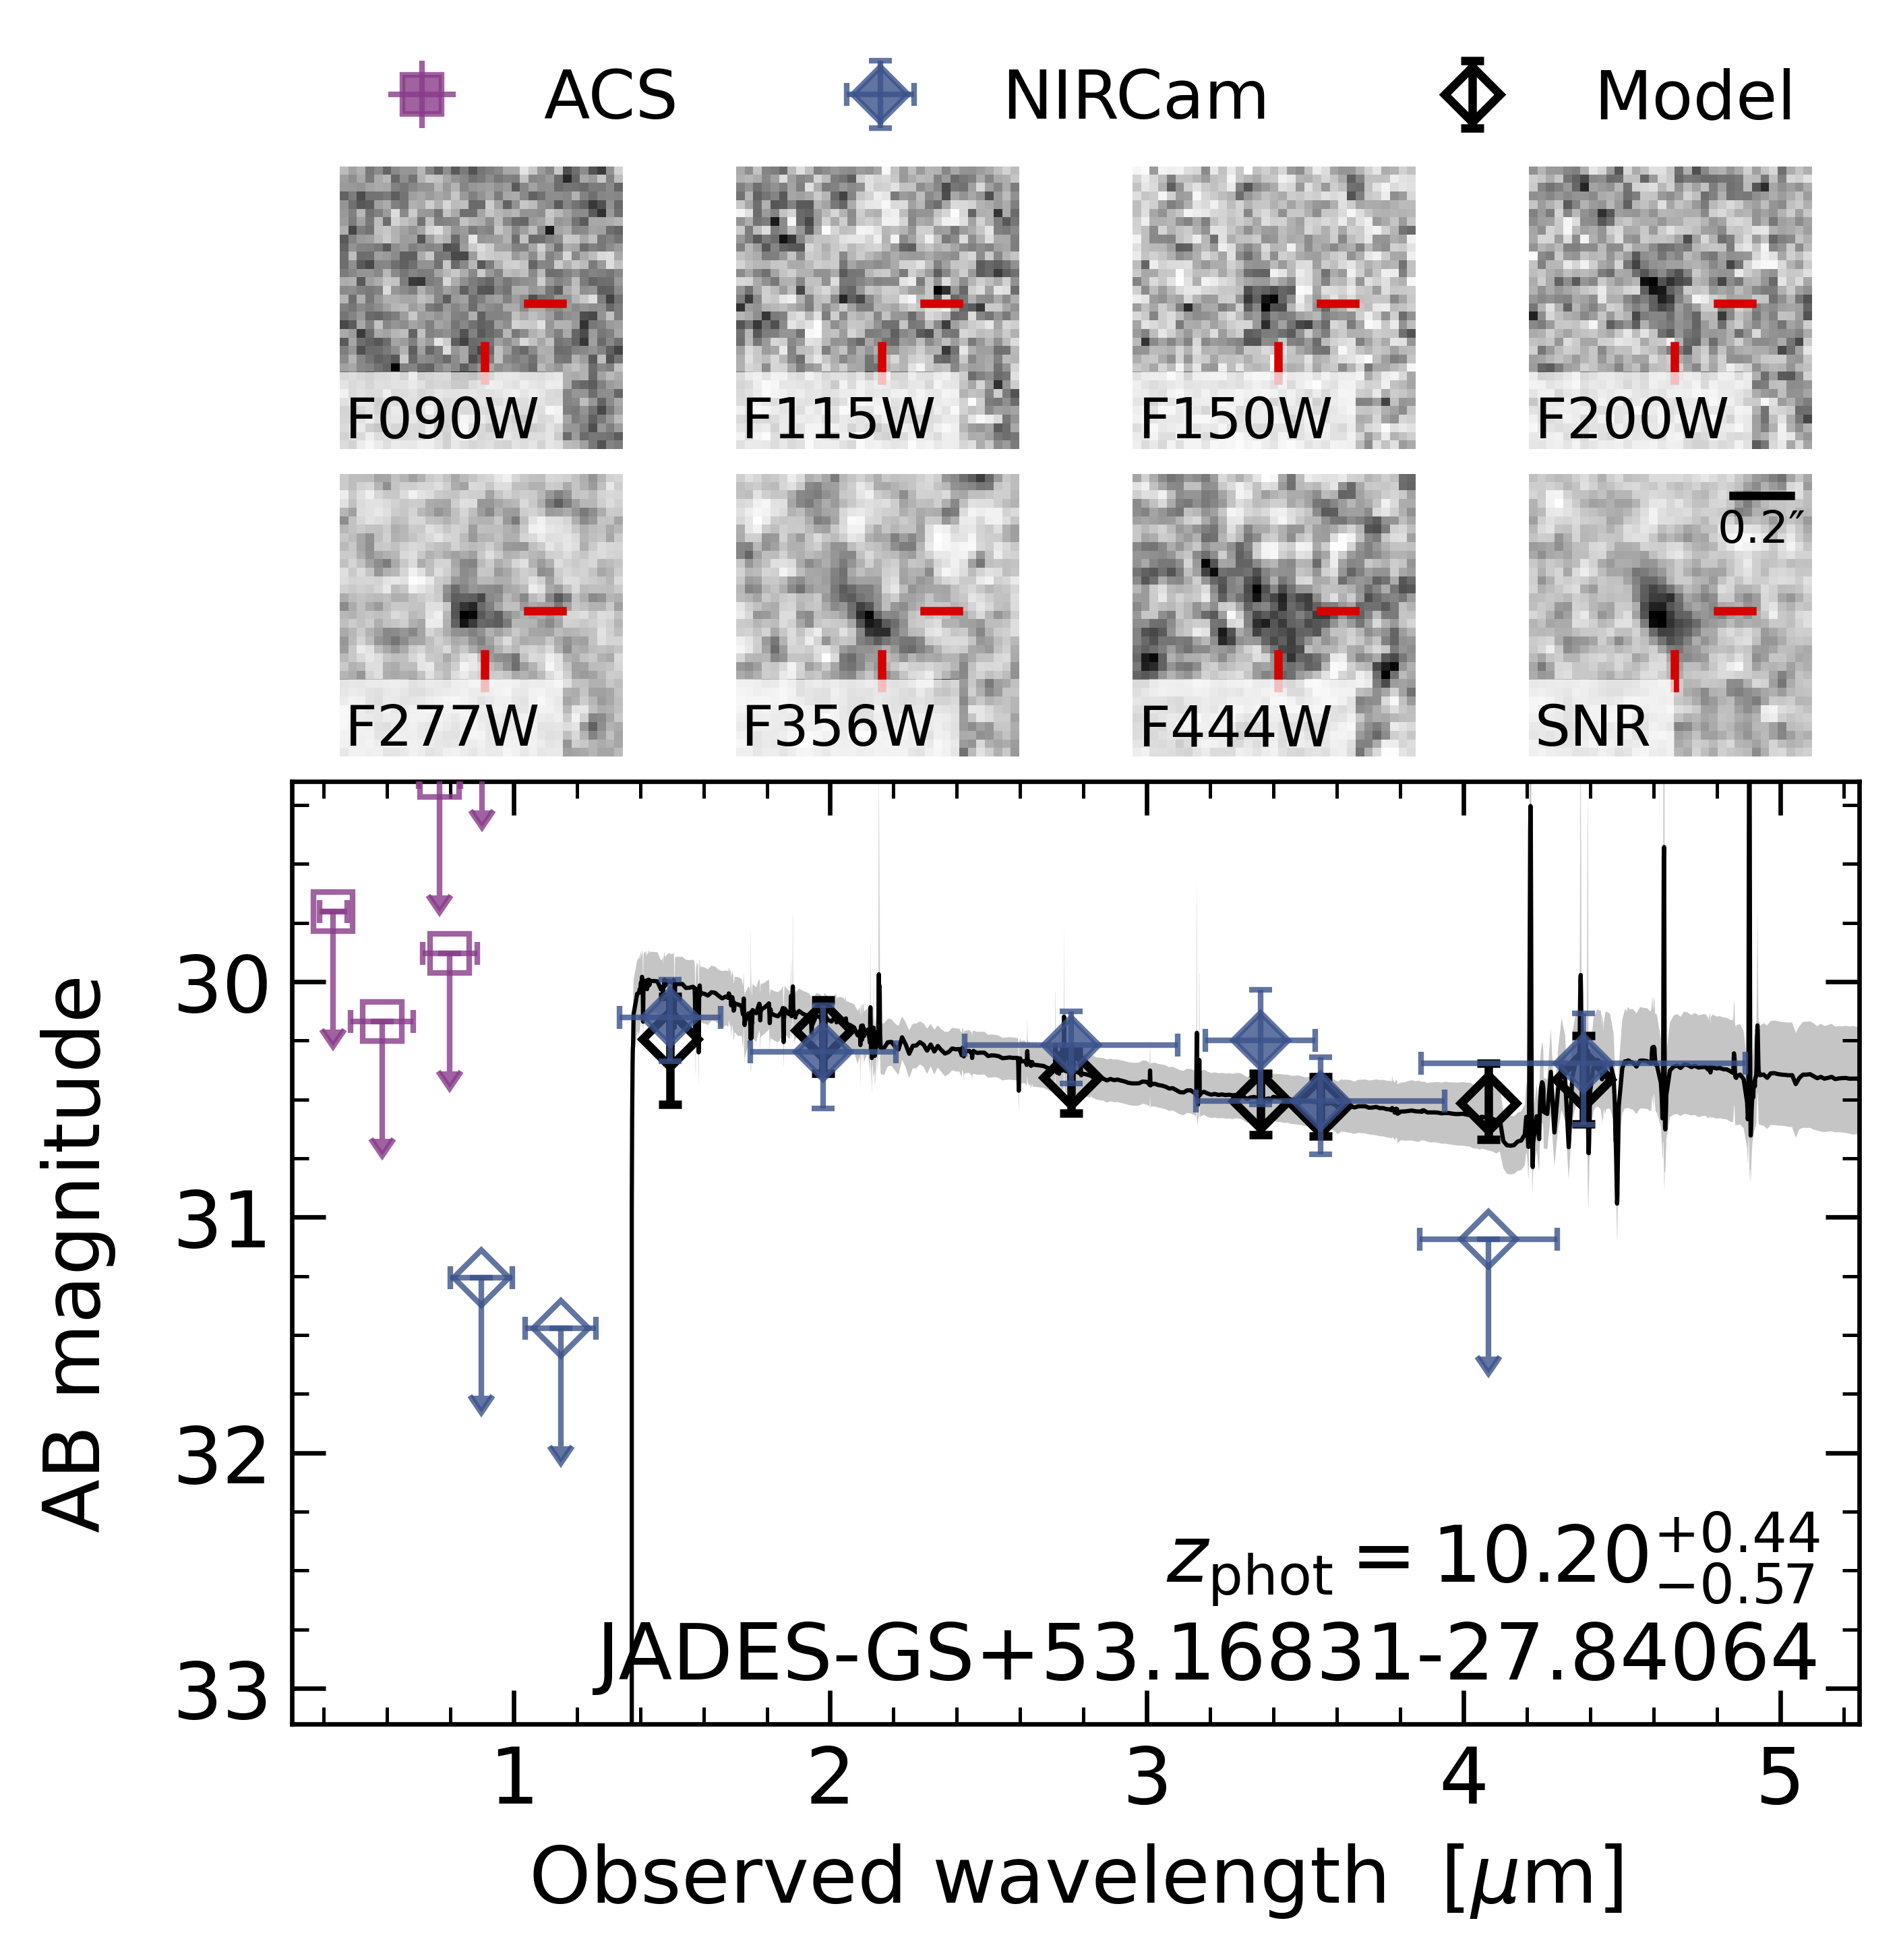 ACS NIRCam Model
F090W F115W F150W F200W
0.2″
F277W F356W F444W SNR
30
31
32
33
AB magnitude
z_phot = 10.20 +0.44 −0.57
JADES-GS+53.16831-27.84064
1 2 3 4 5
Observed wavelength [μm]